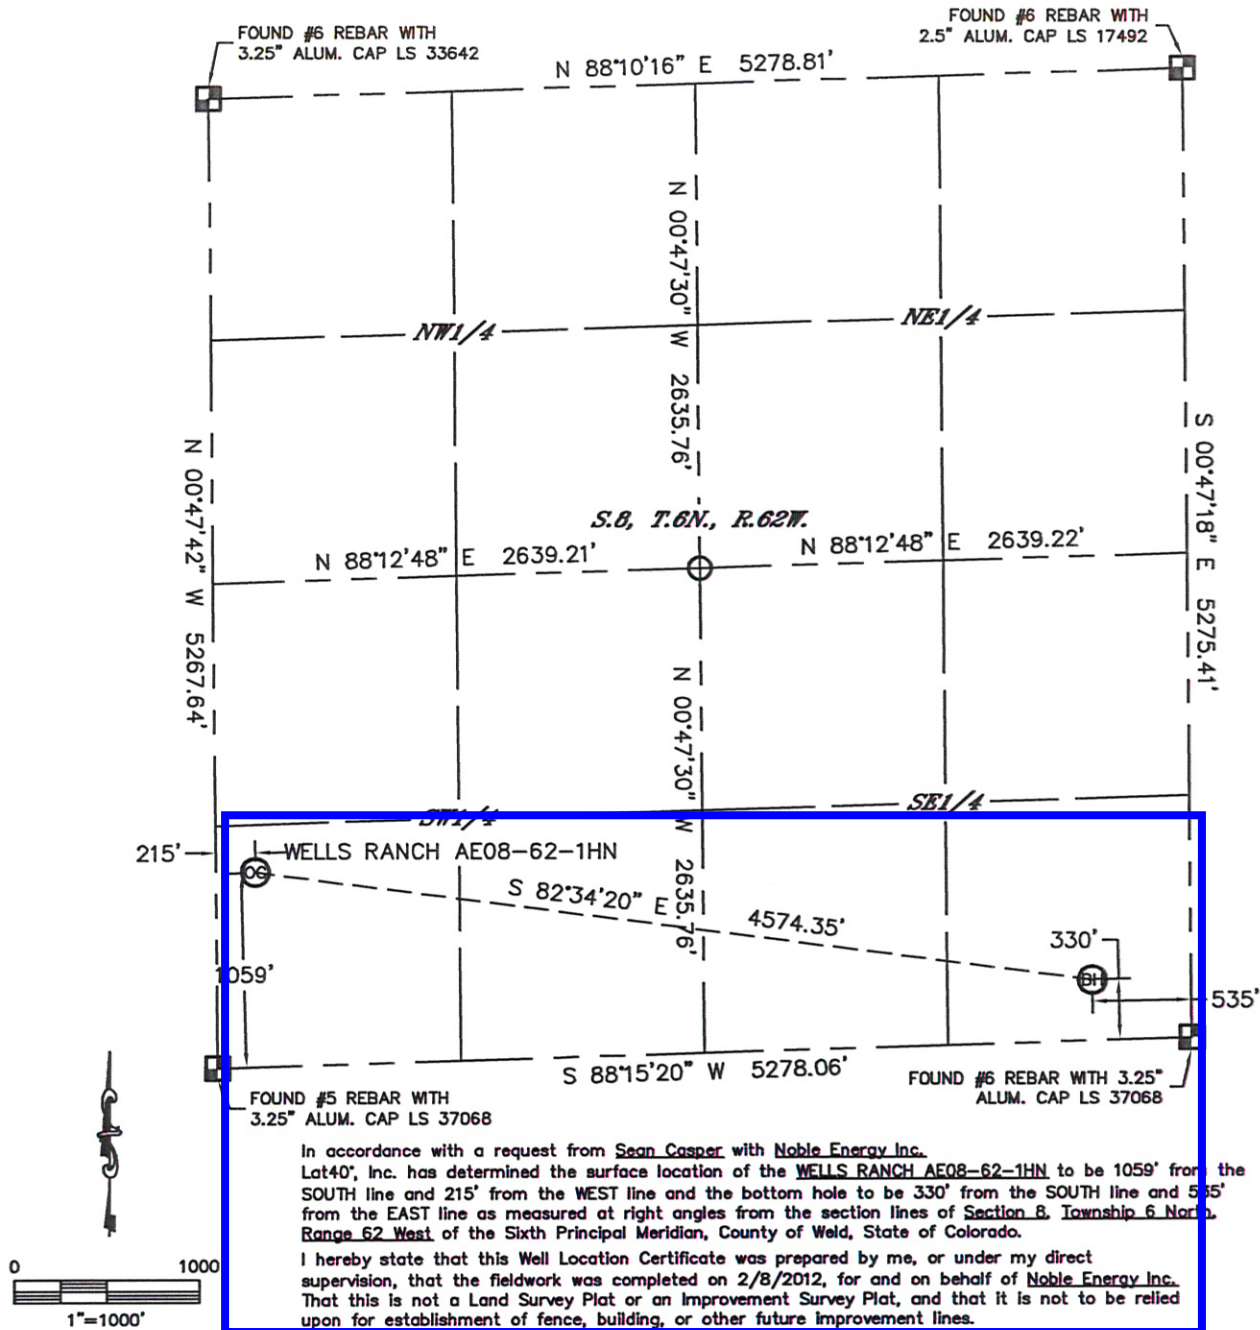 FOUND #6 REBAR WITH
3.25" ALUM. CAP LS 33642
FOUND #6 REBAR WITH
2.5" ALUM. CAP LS 17492
N 88°10'16" E 5278.81'
N 00°47'30" W 2635.76'
NW1/4
NE1/4
N 00°47'42" W 5267.64'
S 00°47'18" E 5275.41'
S.8, T.6N., R.62W.
N 88°12'48" E 2639.21'
N 88°12'48" E 2639.22'
N 00°47'30" W 2635.76'
SW1/4
SE1/4
215'
WELLS RANCH AE08-62-1HN
OG
S 82°34'20" E 4574.35'
330'
1059'
BH
535'
S 88°15'20" W 5278.06'
FOUND #5 REBAR WITH
3.25" ALUM. CAP LS 37068
FOUND #6 REBAR WITH 3.25"
ALUM. CAP LS 37068
In accordance with a request from Sean Casper with Noble Energy Inc.
Lat40°, Inc. has determined the surface location of the WELLS RANCH AE08-62-1HN to be 1059' from the
SOUTH line and 215' from the WEST line and the bottom hole to be 330' from the SOUTH line and 535'
from the EAST line as measured at right angles from the section lines of Section 8, Township 6 North,
Range 62 West of the Sixth Principal Meridian, County of Weld, State of Colorado.
I hereby state that this Well Location Certificate was prepared by me, or under my direct
supervision, that the fieldwork was completed on 2/8/2012, for and on behalf of Noble Energy Inc.
That this is not a Land Survey Plat or an Improvement Survey Plat, and that it is not to be relied
upon for establishment of fence, building, or other future improvement lines.
0 1000
1"=1000'